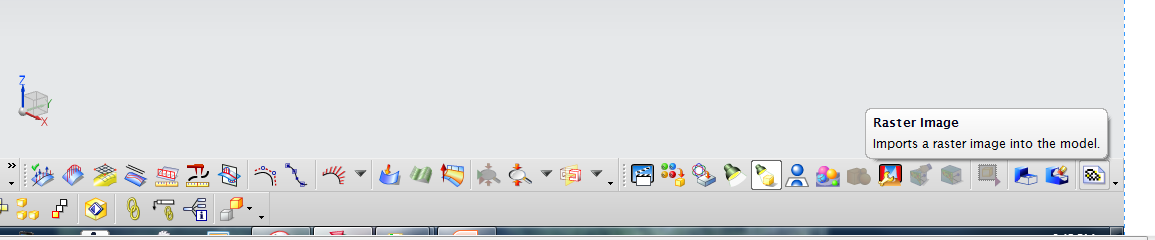 Z
Y
X
Raster Image
Imports a raster image into the model.